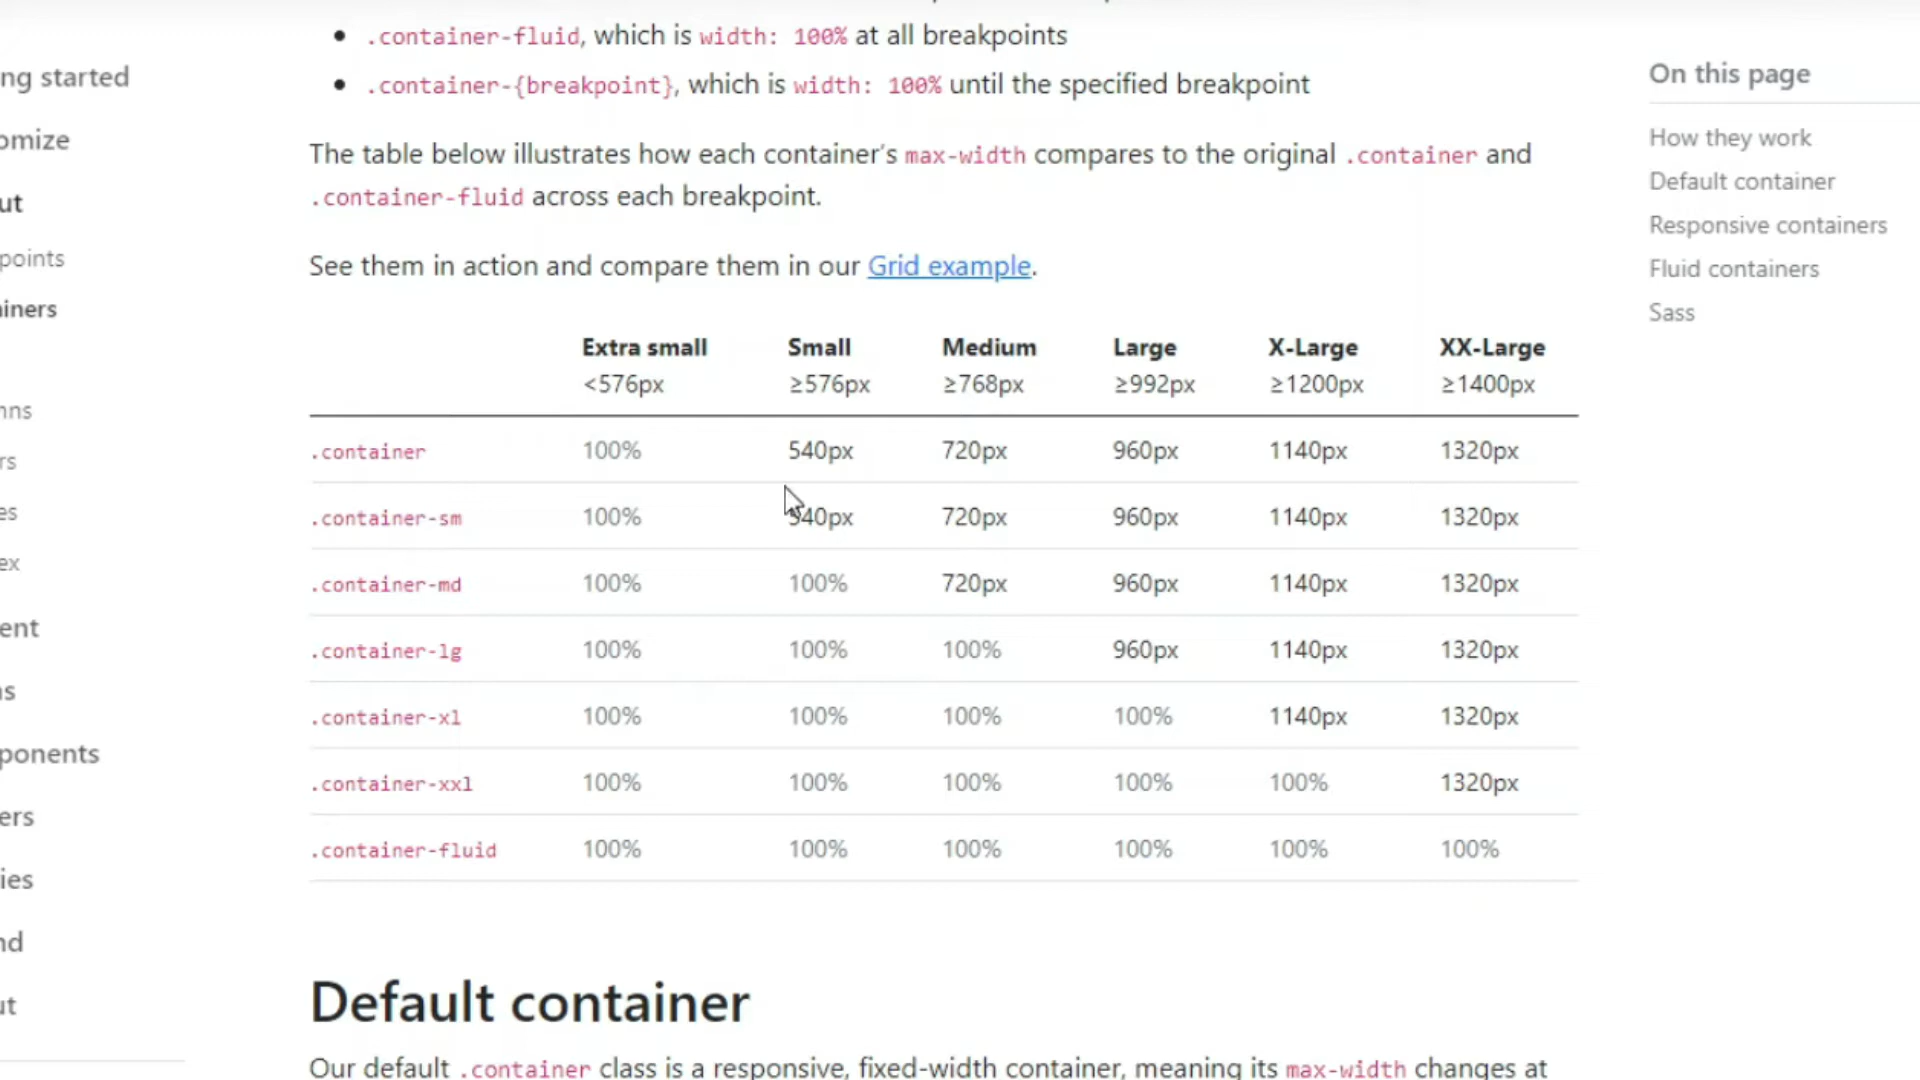 .container-fluid, which is width: 100% at all breakpoints
.container-{breakpoint}, which is width: 100% until the specified breakpoint
The table below illustrates how each container's max-width compares to the original .container and
.container-fluid across each breakpoint.
See them in action and compare them in our Grid example.
Extra small Small Medium Large X-Large XX-Large
<576px ≥576px ≥768px ≥992px ≥1200px ≥1400px
.container 100% 540px 720px 960px 1140px 1320px
.container-sm 100% 540px 720px 960px 1140px 1320px
.container-md 100% 100% 720px 960px 1140px 1320px
.container-lg 100% 100% 100% 960px 1140px 1320px
.container-xl 100% 100% 100% 100% 1140px 1320px
.container-xxl 100% 100% 100% 100% 100% 1320px
.container-fluid 100% 100% 100% 100% 100% 100%
Default container
Our default .container class is a responsive, fixed-width container, meaning its max-width changes at
ng started
omize
ut
points
iners
nns
rs
es
ex
ent
ns
ponents
ers
ies
nd
ut
On this page
How they work
Default container
Responsive containers
Fluid containers
Sass